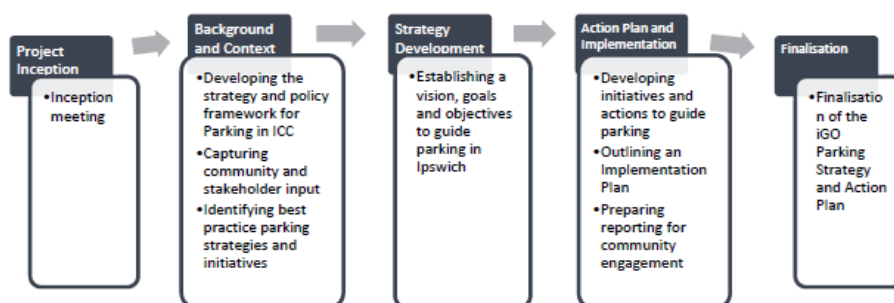 Project
Inception
•Inception
meeting
Background
and Context
•Developing the
strategy and policy
framework for
Parking in ICC
•Capturing
community and
stakeholder input
•Identifying best
practice parking
strategies and
initiatives
Strategy
Development
•Establishing a
vision, goals
and objectives
to guide
parking in
Ipswich
Action Plan and
Implementation
•Developing
initiatives and
actions to guide
parking
•Outlining an
Implementation
Plan
•Preparing
reporting for
community
engagement
Finalisation
•Finalisatio
n of the
iGO
Parking
Strategy
and Action
Plan